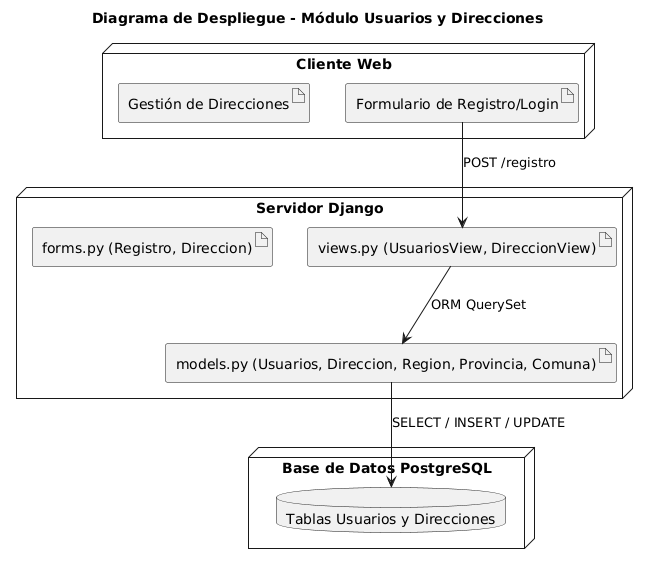 Diagrama de Despliegue - Módulo Usuarios y Direcciones
Cliente Web
Gestión de Direcciones
Formulario de Registro/Login
POST /registro
Servidor Django
forms.py (Registro, Direccion)
views.py (UsuariosView, DireccionView)
ORM QuerySet
models.py (Usuarios, Direccion, Region, Provincia, Comuna)
SELECT / INSERT / UPDATE
Base de Datos PostgreSQL
Tablas Usuarios y Direcciones